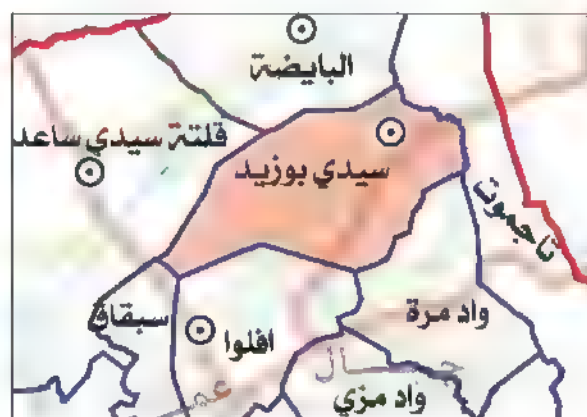 البايضة
قلتة سيدي ساعد
سيدي بوزيد
تاجموت
سبقاق
افلوا
واد مرة
واد مزي